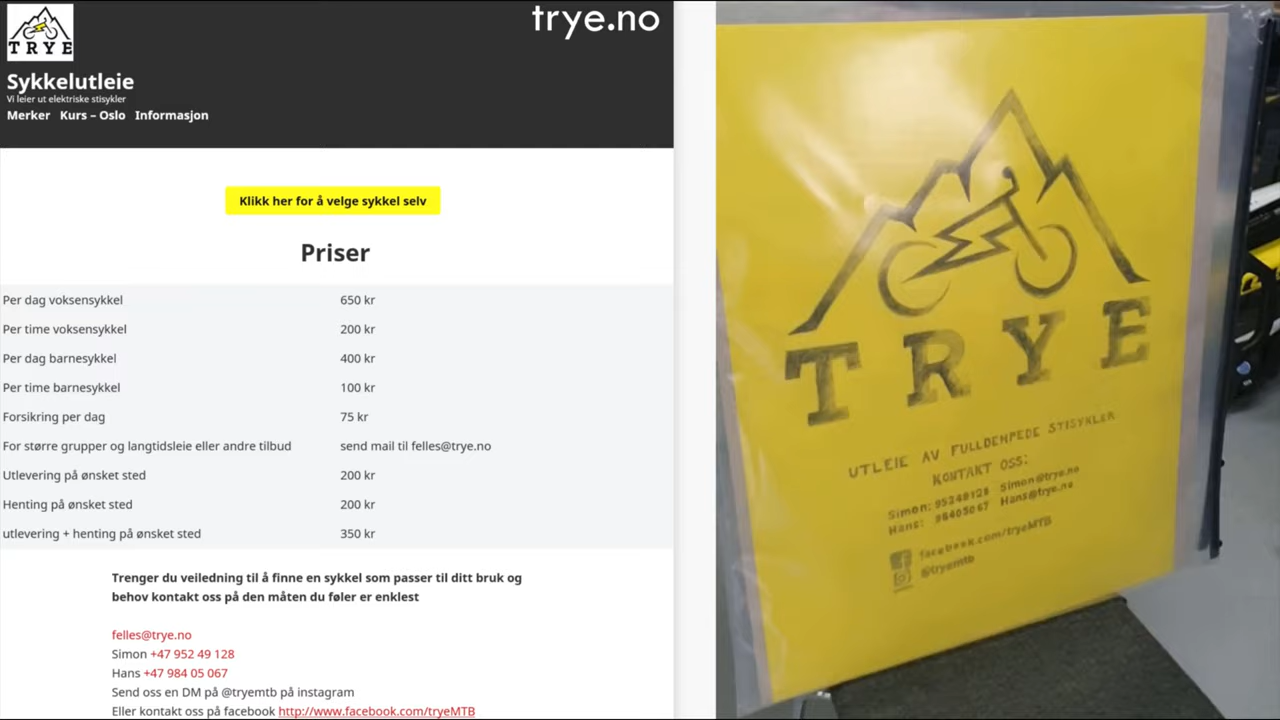 TRYE
trye.no
Sykkelutleie
Vi leier ut elektriske stisykler
Merker Kurs – Oslo Informasjon
Klikk her for å velge sykkel selv
Priser
Per dag voksensykkel 650 kr
Per time voksensykkel 200 kr
Per dag barnesykkel 400 kr
Per time barnesykkel 100 kr
Forsikring per dag 75 kr
For større grupper og langtidsleie eller andre tilbud send mail til felles@trye.no
Utlevering på ønsket sted 200 kr
Henting på ønsket sted 200 kr
utlevering + henting på ønsket sted 350 kr
Trenger du veiledning til å finne en sykkel som passer til ditt bruk og
behov kontakt oss på den måten du føler er enklest
felles@trye.no
Simon +47 952 49 128
Hans +47 984 05 067
Send oss en DM på @tryemtb på instagram
Eller kontakt oss på facebook http://www.facebook.com/tryeMTB
TRYE
UTLEIE AV FULLDEMPEDE STISYKLER
KONTAKT OSS:
Simon: 95249128 Simon@trye.no
Hans: 98405067 Hans@trye.no
facebook.com/tryeMTB
@tryemtb